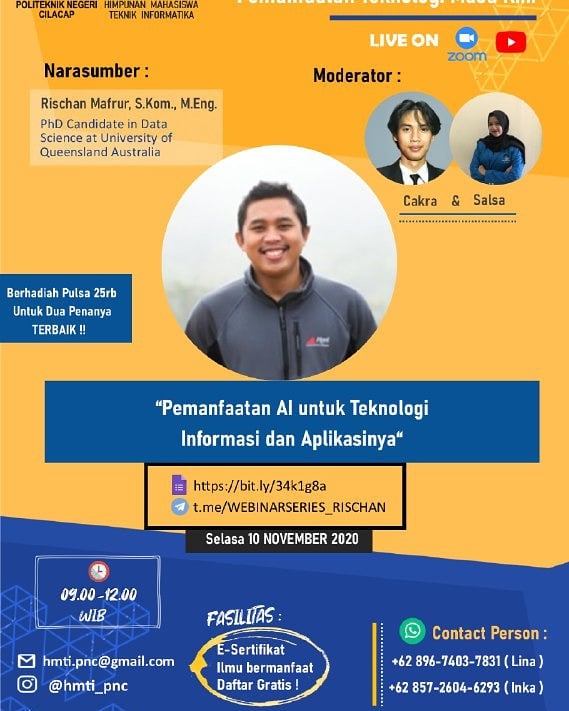 POLITEKNIK NEGERI
CILACAP
HIMPUNAN MAHASISWA
TEKNIK INFORMATIKA
Pemanfaatan Teknologi Masa Kini
LIVE ON
zoom
Narasumber :
Moderator :
Rischan Mafrur, S.Kom., M.Eng.
PhD Candidate in Data
Science at University of
Queensland Australia
Cakra & Salsa
Berhadiah Pulsa 25rb
Untuk Dua Penanya
TERBAIK !!
“Pemanfaatan AI untuk Teknologi
Informasi dan Aplikasinya“
https://bit.ly/34k1g8a
t.me/WEBINARSERIES_RISCHAN
Selasa 10 NOVEMBER 2020
09.00 -12.00
WIB
FASILITAS :
E-Sertifikat
Ilmu bermanfaat
Daftar Gratis !
hmti.pnc@gmail.com
@hmti_pnc
Contact Person :
+62 896-7403-7831 ( Lina )
+62 857-2604-6293 ( Inka )